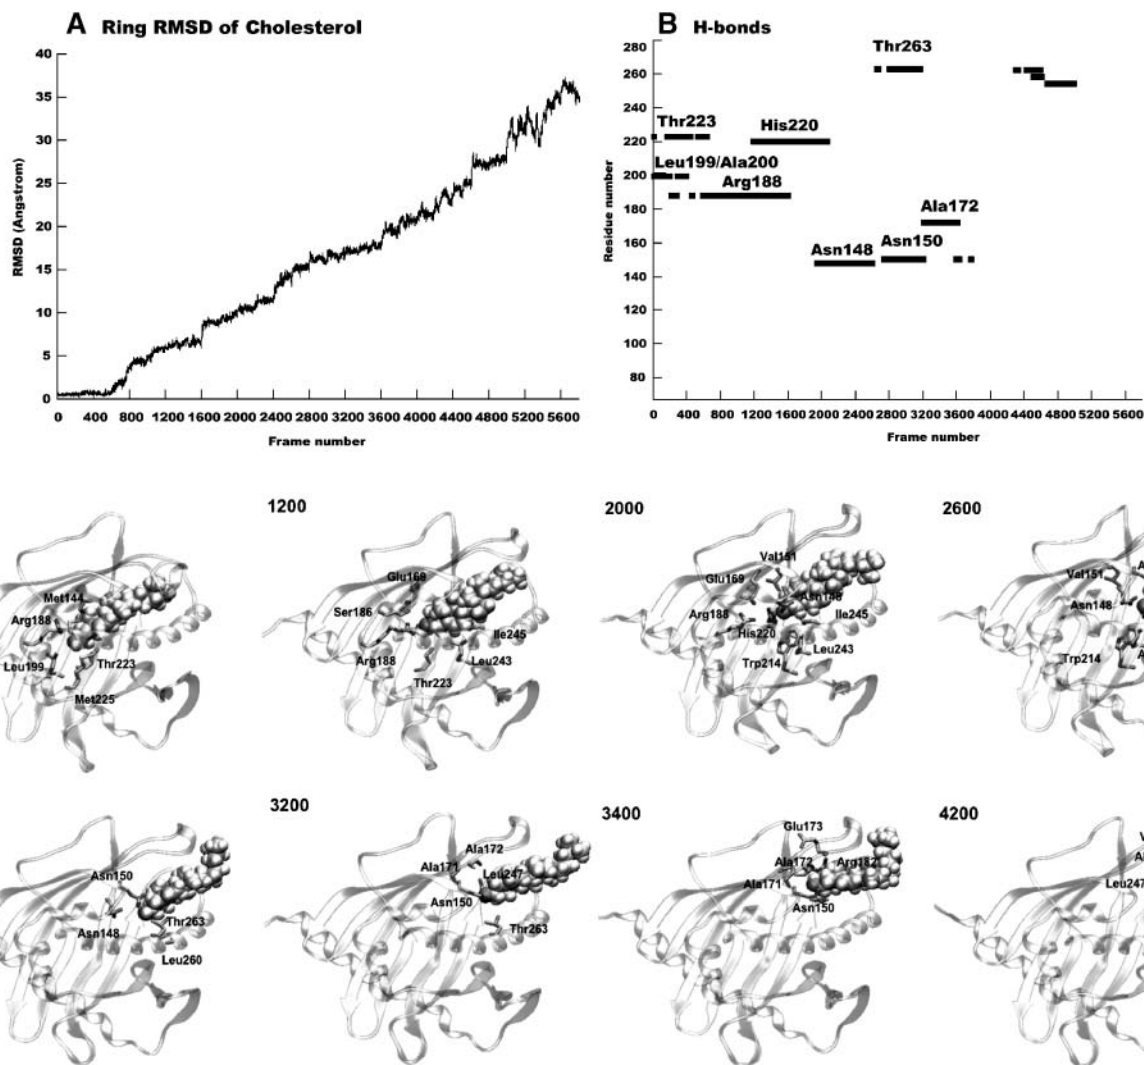 A Ring RMSD of Cholesterol
40
35
30
25
20
15
10
5
0
RMSD (Angstrom)
0 400 800 1200 1600 2000 2400 2800 3200 3600 4000 4400 4800 5200 5600
Frame number
B H-bonds
280
260
240
220
200
180
160
140
120
100
80
Residue number
Thr263
Thr223
His220
Leu199/Ala200
Arg188
Ala172
Asn148
Asn150
0 400 800 1200 1600 2000 2400 2800 3200 3600 4000 4400 4800 5200 5600
Frame number
Met144
Arg188
Leu199
Thr223
Met225
1200
Glu169
Ser186
Ile245
Arg188
Leu243
Thr223
2000
Val151
Glu169
Asn148
Arg188
Ile245
His220
Leu243
Trp214
2600
Val151
A
Asn148
Trp214
A
Asn150
Asn148
Thr263
Leu260
3200
Ala172
Ala171
Leu247
Asn150
Thr263
3400
Glu173
Ala172
Arg182
Ala171
Asn150
4200
V
Al
Leu247